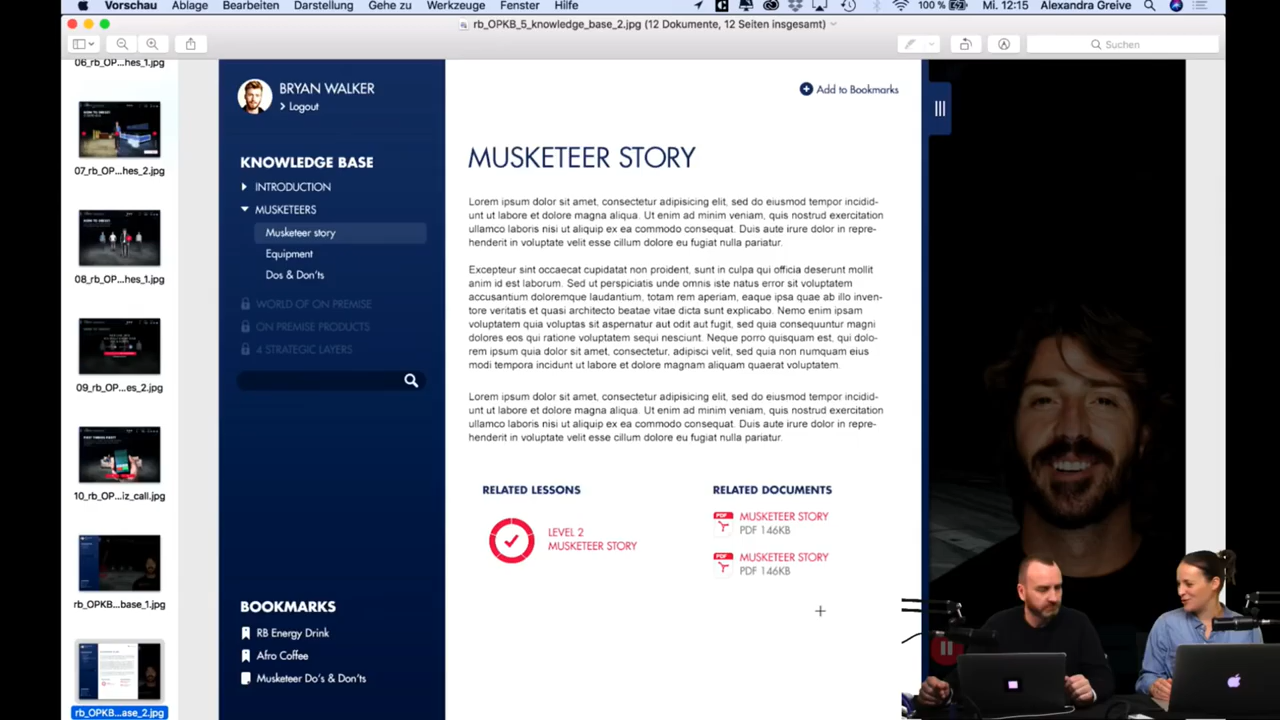 Vorschau Ablage Bearbeiten Darstellung Gehe zu Werkzeuge Fenster Hilfe 100 % Mi. 12:15 Alexandra Greive
rb_OPKB_5_knowledge_base_2.jpg (12 Dokumente, 12 Seiten insgesamt)
Suchen
06_rb_OP...hes_1.jpg
07_rb_OP...hes_2.jpg
08_rb_OP...hes_1.jpg
09_rb_OP...es_2.jpg
10_rb_OP...iz_call.jpg
rb_OPKB...base_1.jpg
rb_OPKB...ase_2.jpg
BRYAN WALKER
> Logout
KNOWLEDGE BASE
INTRODUCTION
MUSKETEERS
Musketeer story
Equipment
Dos & Don'ts
WORLD OF ON PREMISE
ON PREMISE PRODUCTS
4 STRATEGIC LAYERS
BOOKMARKS
RB Energy Drink
Afro Coffee
Musketeer Do's & Don'ts
Add to Bookmarks
MUSKETEER STORY
Lorem ipsum dolor sit amet, consectetur adipisicing elit, sed do eiusmod tempor incidid-
unt ut labore et dolore magna aliqua. Ut enim ad minim veniam, quis nostrud exercitation
ullamco laboris nisi ut aliquip ex ea commodo consequat. Duis aute irure dolor in repre-
henderit in voluptate velit esse cillum dolore eu fugiat nulla pariatur.
Excepteur sint occaecat cupidatat non proident, sunt in culpa qui officia deserunt mollit
anim id est laborum. Sed ut perspiciatis unde omnis iste natus error sit voluptatem
accusantium doloremque laudantium, totam rem aperiam, eaque ipsa quae ab illo inven-
tore veritatis et quasi architecto beatae vitae dicta sunt explicabo. Nemo enim ipsam
voluptatem quia voluptas sit aspernatur aut odit aut fugit, sed quia consequuntur magni
dolores eos qui ratione voluptatem sequi nesciunt. Neque porro quisquam est, qui dolo-
rem ipsum quia dolor sit amet, consectetur, adipisci velit, sed quia non numquam eius
modi tempora incidunt ut labore et dolore magnam aliquam quaerat voluptatem.
Lorem ipsum dolor sit amet, consectetur adipisicing elit, sed do eiusmod tempor incidid-
unt ut labore et dolore magna aliqua. Ut enim ad minim veniam, quis nostrud exercitation
ullamco laboris nisi ut aliquip ex ea commodo consequat. Duis aute irure dolor in repre-
henderit in voluptate velit esse cillum dolore eu fugiat nulla pariatur.
RELATED LESSONS
LEVEL 2
MUSKETEER STORY
RELATED DOCUMENTS
PDF
MUSKETEER STORY
PDF 146KB
PDF
MUSKETEER STORY
PDF 146KB